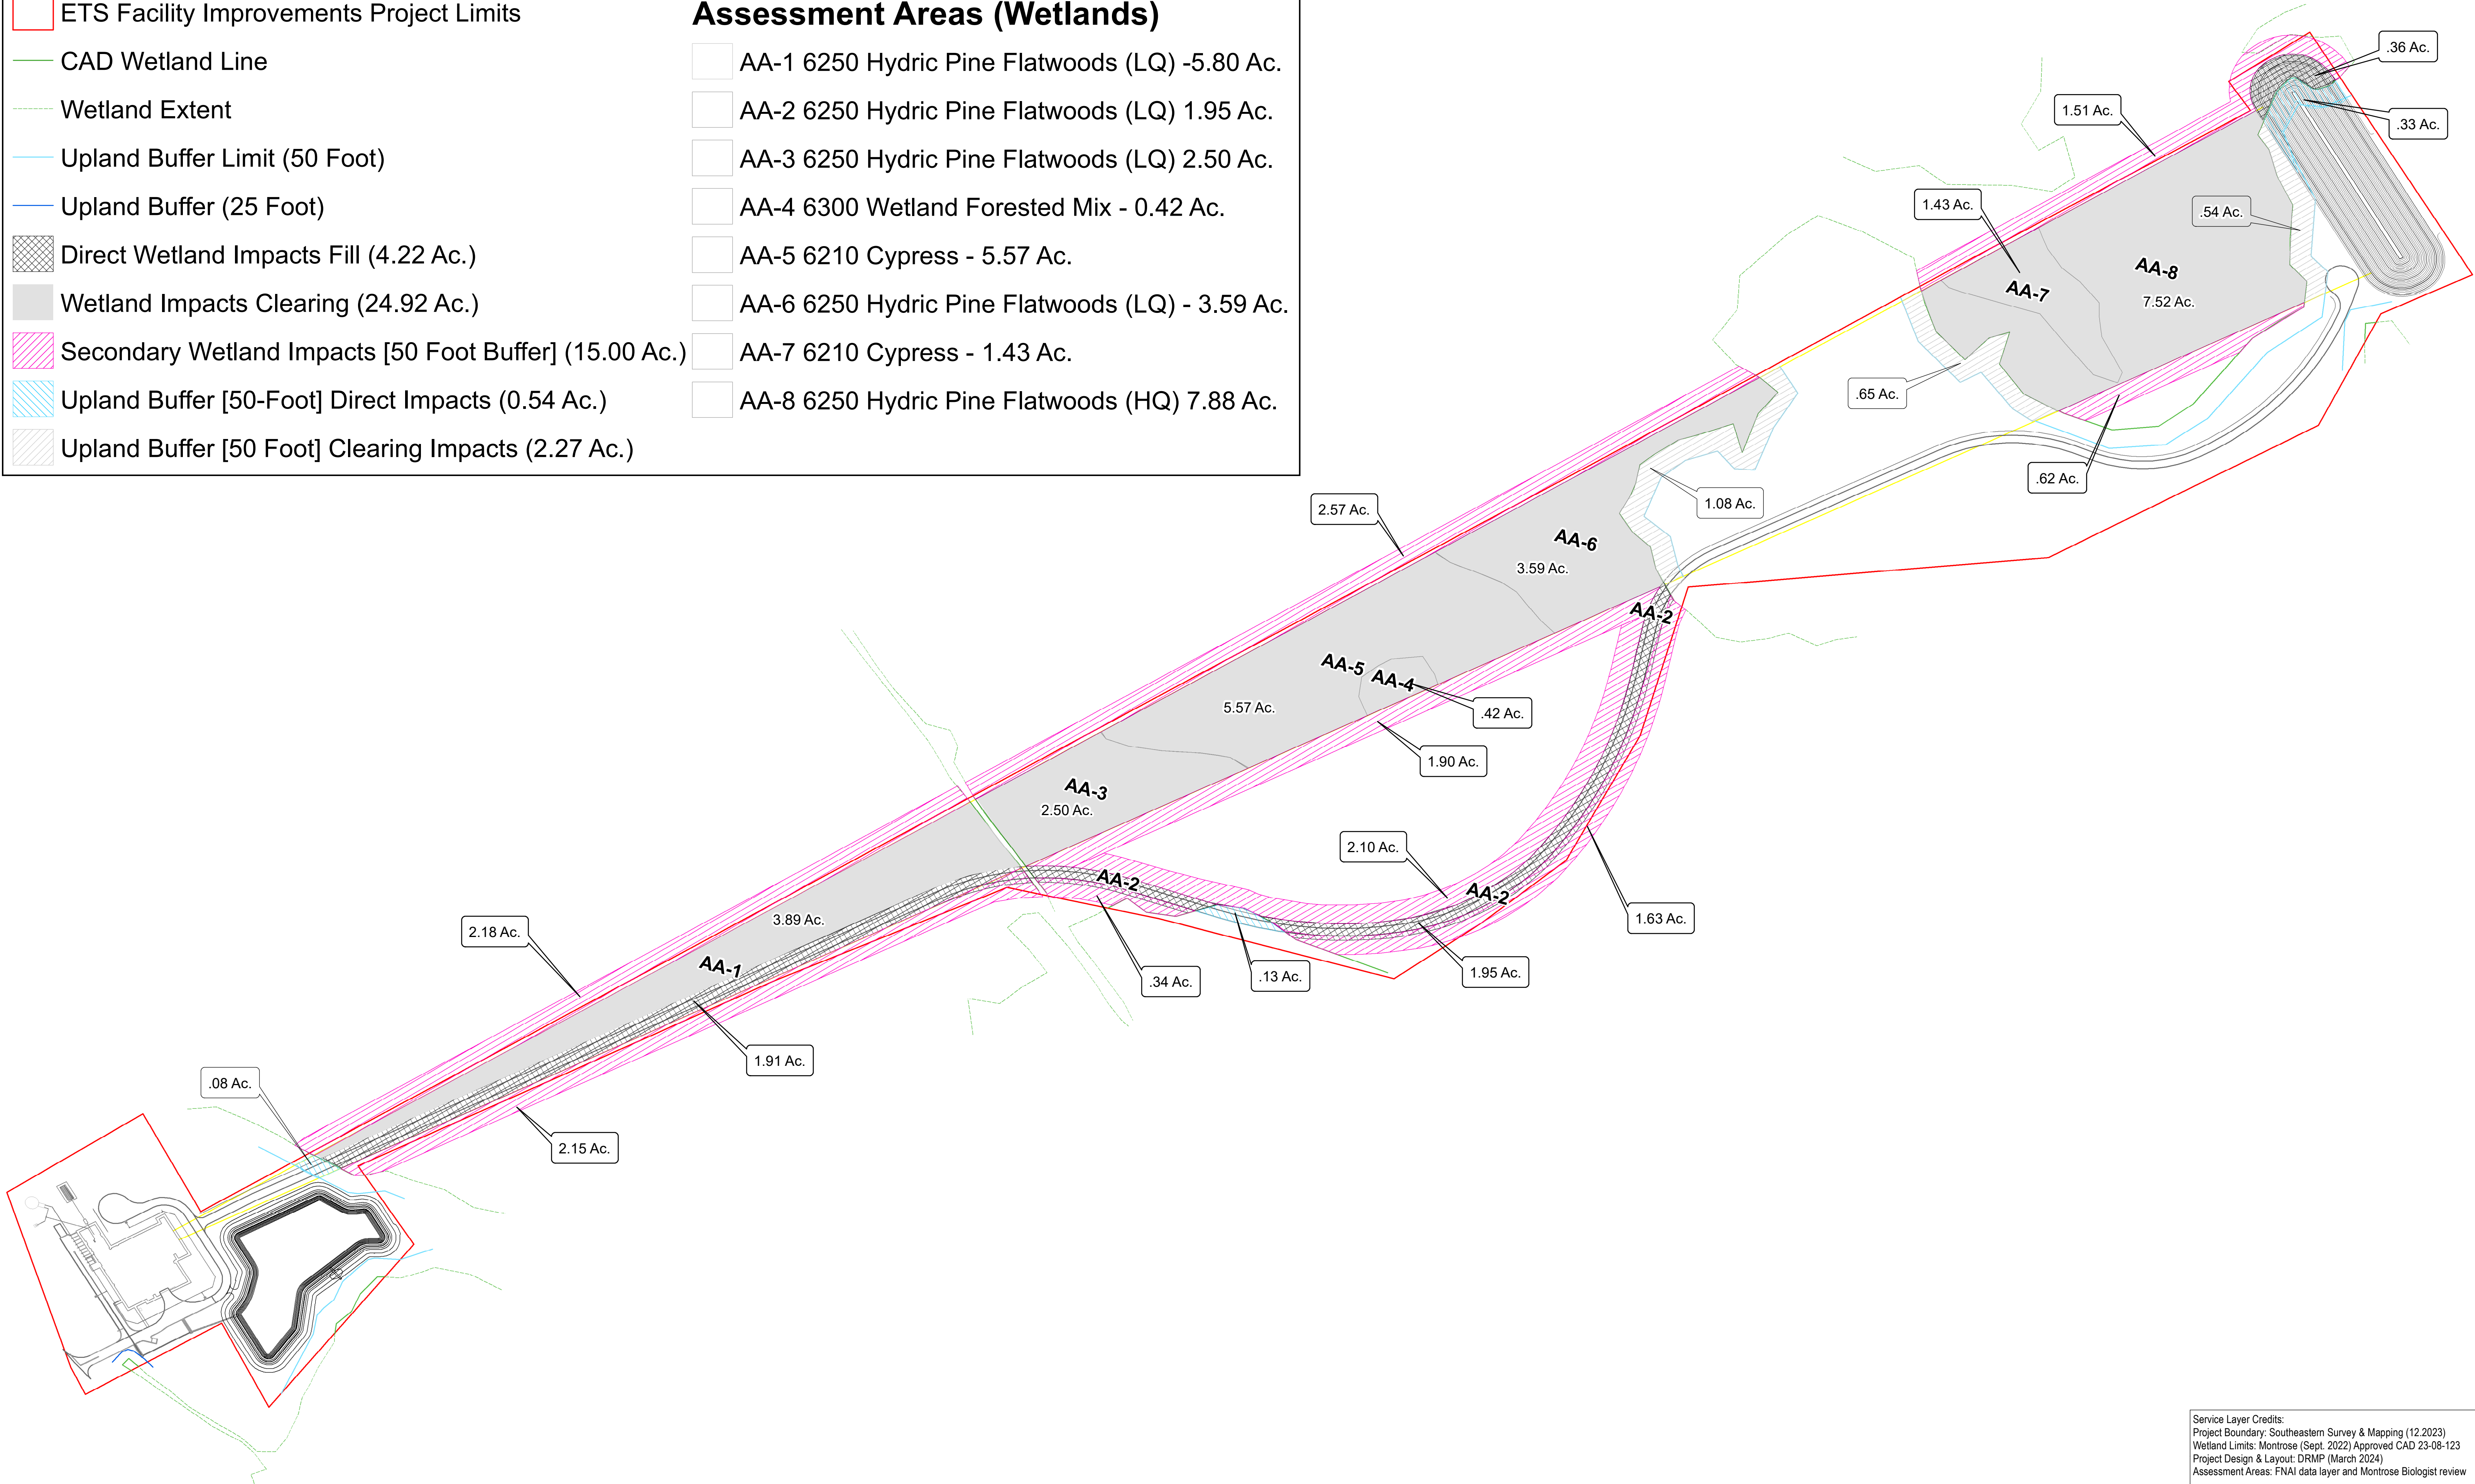 ETS Facility Improvements Project Limits
CAD Wetland Line
Wetland Extent
Upland Buffer Limit (50 Foot)
Upland Buffer (25 Foot)
Direct Wetland Impacts Fill (4.22 Ac.)
Wetland Impacts Clearing (24.92 Ac.)
Secondary Wetland Impacts [50 Foot Buffer] (15.00 Ac.)
Upland Buffer [50-Foot] Direct Impacts (0.54 Ac.)
Upland Buffer [50 Foot] Clearing Impacts (2.27 Ac.)
Assessment Areas (Wetlands)
AA-1 6250 Hydric Pine Flatwoods (LQ) -5.80 Ac.
AA-2 6250 Hydric Pine Flatwoods (LQ) 1.95 Ac.
AA-3 6250 Hydric Pine Flatwoods (LQ) 2.50 Ac.
AA-4 6300 Wetland Forested Mix - 0.42 Ac.
AA-5 6210 Cypress - 5.57 Ac.
AA-6 6250 Hydric Pine Flatwoods (LQ) - 3.59 Ac.
AA-7 6210 Cypress - 1.43 Ac.
AA-8 6250 Hydric Pine Flatwoods (HQ) 7.88 Ac.
.36 Ac.
1.51 Ac.
.33 Ac.
1.43 Ac.
.54 Ac.
AA-8
7.52 Ac.
AA-7
.65 Ac.
.62 Ac.
1.08 Ac.
2.57 Ac.
AA-6
3.59 Ac.
AA-2
AA-5
AA-4
5.57 Ac.
.42 Ac.
1.90 Ac.
AA-3
2.50 Ac.
2.10 Ac.
AA-2
AA-2
1.63 Ac.
3.89 Ac.
2.18 Ac.
AA-1
.34 Ac.
.13 Ac.
1.95 Ac.
1.91 Ac.
.08 Ac.
2.15 Ac.
Service Layer Credits:
Project Boundary: Southeastern Survey & Mapping (12.2023)
Wetland Limits: Montrose (Sept. 2022) Approved CAD 23-08-123
Project Design & Layout: DRMP (March 2024)
Assessment Areas: FNAI data layer and Montrose Biologist review